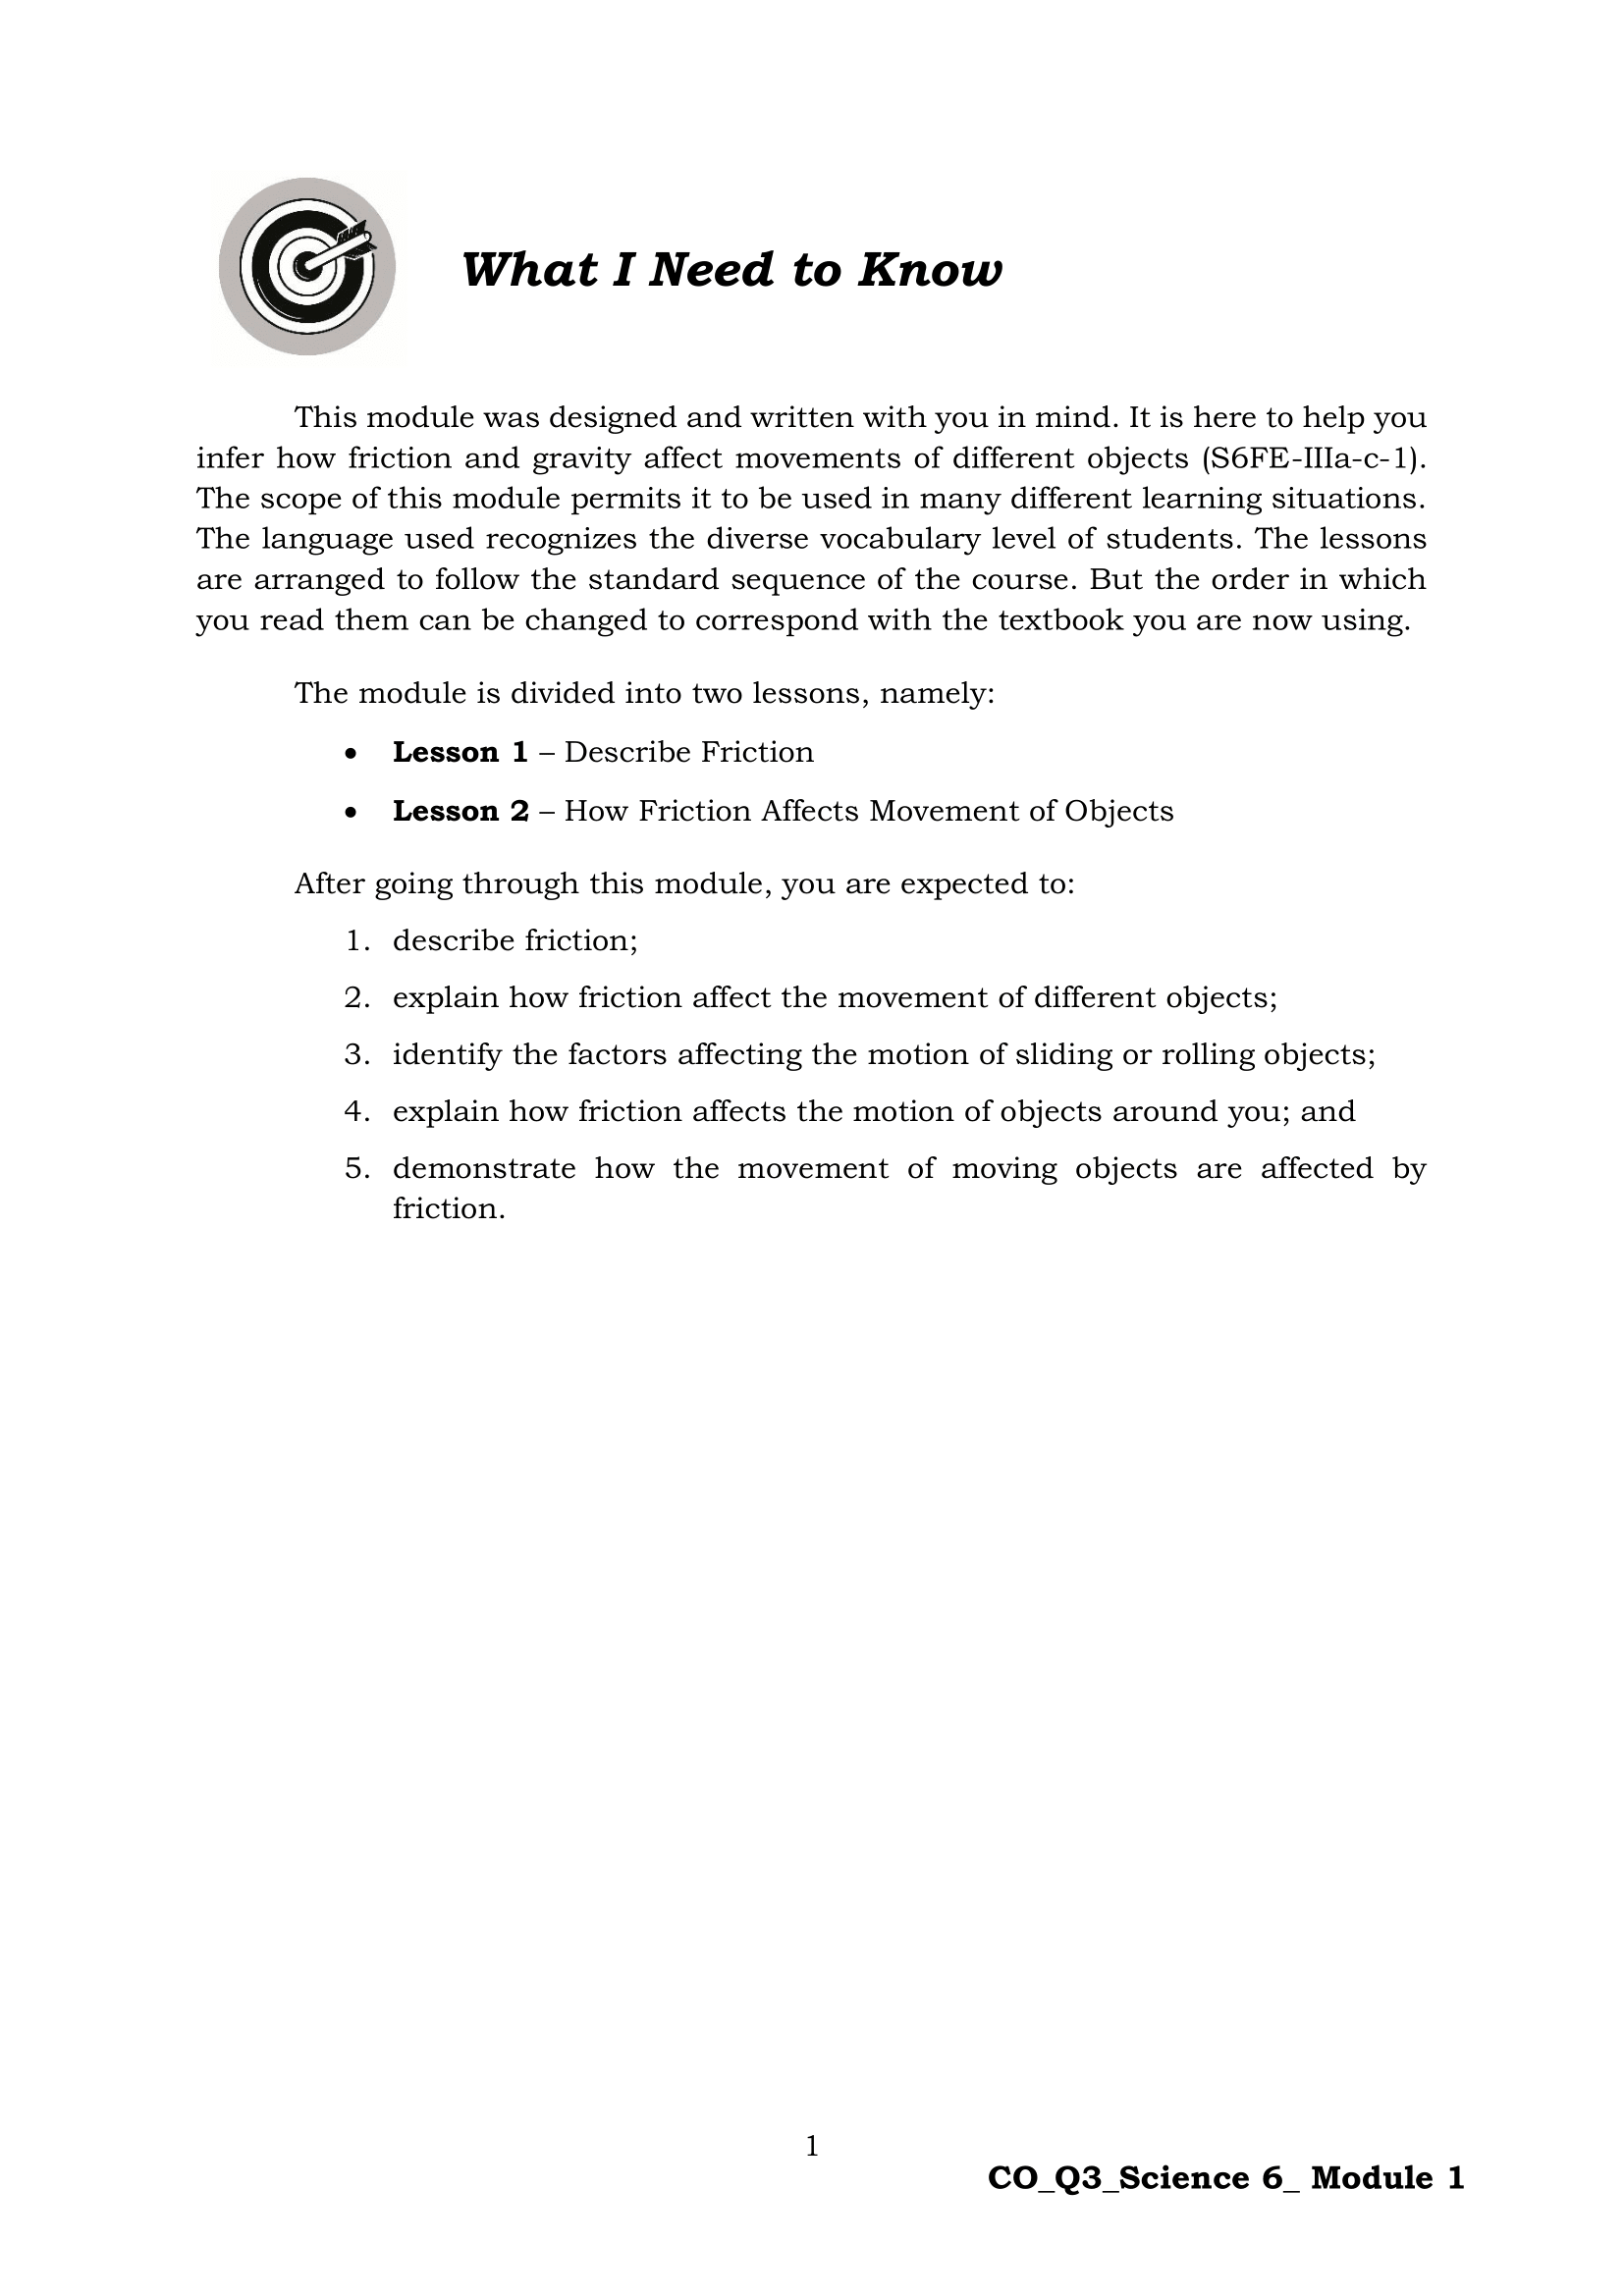 What I Need to Know
This module was designed and written with you in mind. It is here to help you
infer how friction and gravity affect movements of different objects (S6FE-IIIa-c-1).
The scope of this module permits it to be used in many different learning situations.
The language used recognizes the diverse vocabulary level of students. The lessons
are arranged to follow the standard sequence of the course. But the order in which
you read them can be changed to correspond with the textbook you are now using.
The module is divided into two lessons, namely:
• Lesson 1 – Describe Friction
• Lesson 2 – How Friction Affects Movement of Objects
After going through this module, you are expected to:
1. describe friction;
2. explain how friction affect the movement of different objects;
3. identify the factors affecting the motion of sliding or rolling objects;
4. explain how friction affects the motion of objects around you; and
5. demonstrate how the movement of moving objects are affected by
friction.
1
CO_Q3_Science 6_ Module 1